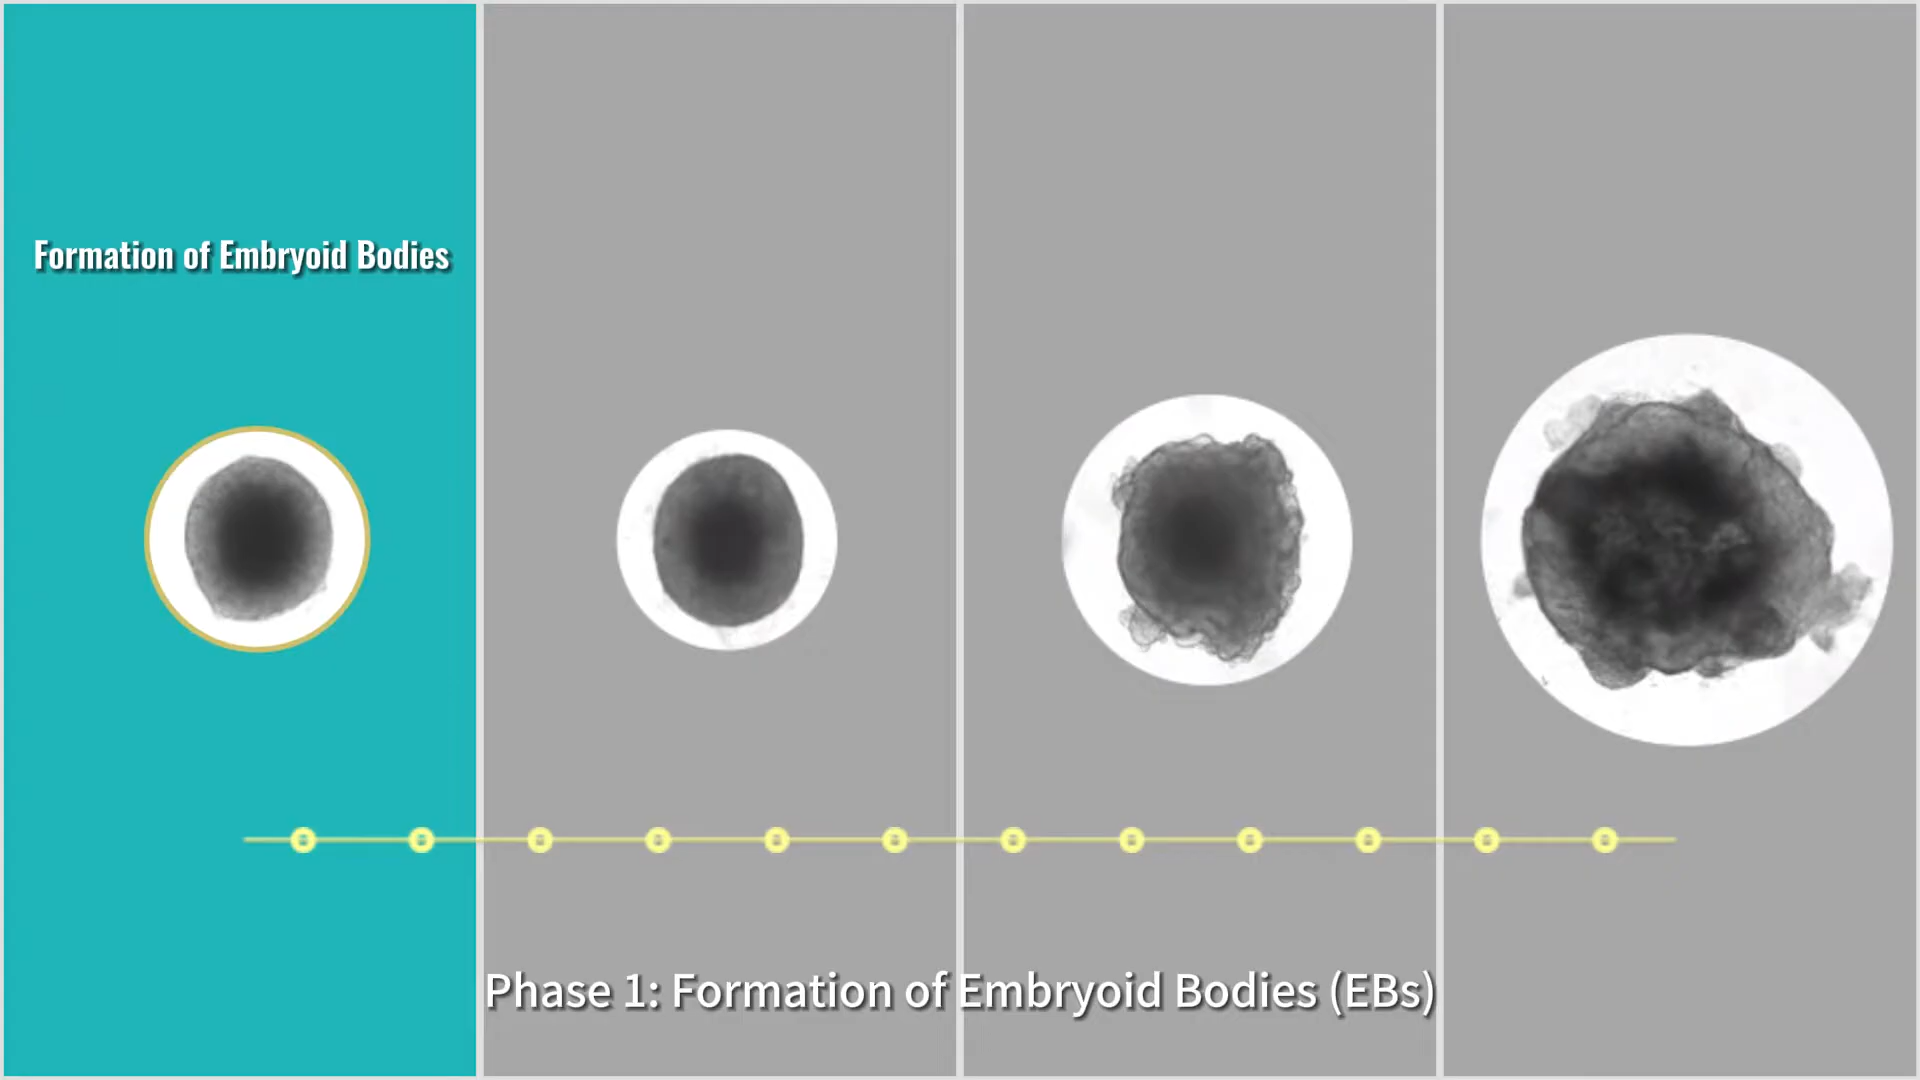 Formation of Embryoid Bodies
Phase 1: Formation of Embryoid Bodies (EBs)